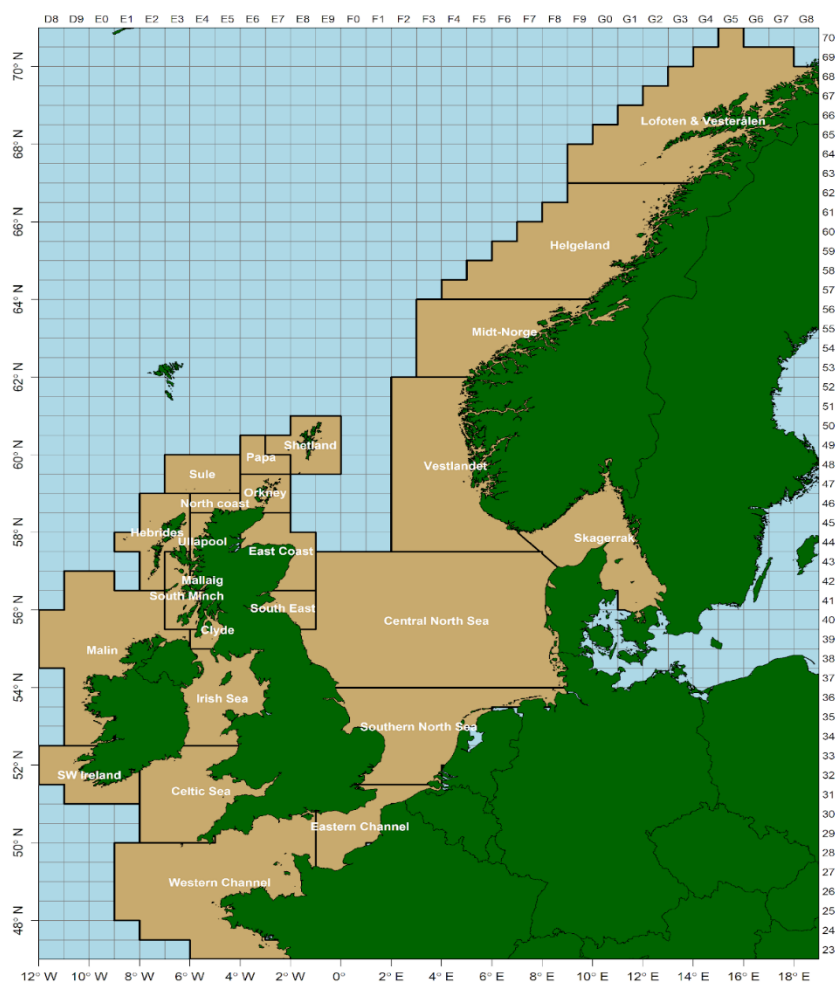 D8 D9 E0 E1 E2 E3 E4 E5 E6 E7 E8 E9 F0 F1 F2 F3 F4 F5 F6 F7 F8 F9 G0 G1 G2 G3 G4 G5 G6 G7 G8
70
70° N
69
68
67
Lofoten & Vesterålen
66
65
68° N
64
63
62
61
66° N
60
Helgeland
59
58
57
64° N
56
Midt-Norge
55
54
53
62° N
52
51
50
Shetland
49
Papa
60° N
48
Sule
Vestlandet
47
Orkney
46
North coast
45
Hebrides
58° N
Skagerrak
44
Ullapool
East Coast
43
Mallaig
42
South Minch
41
South East
56° N
40
Central North Sea
Clyde
39
Malin
38
37
54° N
Irish Sea
36
Southern North Sea
35
34
33
52° N
SW Ireland
32
Celtic Sea
31
30
Eastern Channel
29
50° N
28
27
Western Channel
26
25
48° N
24
23
12° W 10° W 8° W 6° W 4° W 2° W 0° 2° E 4° E 6° E 8° E 10° E 12° E 14° E 16° E 18° E